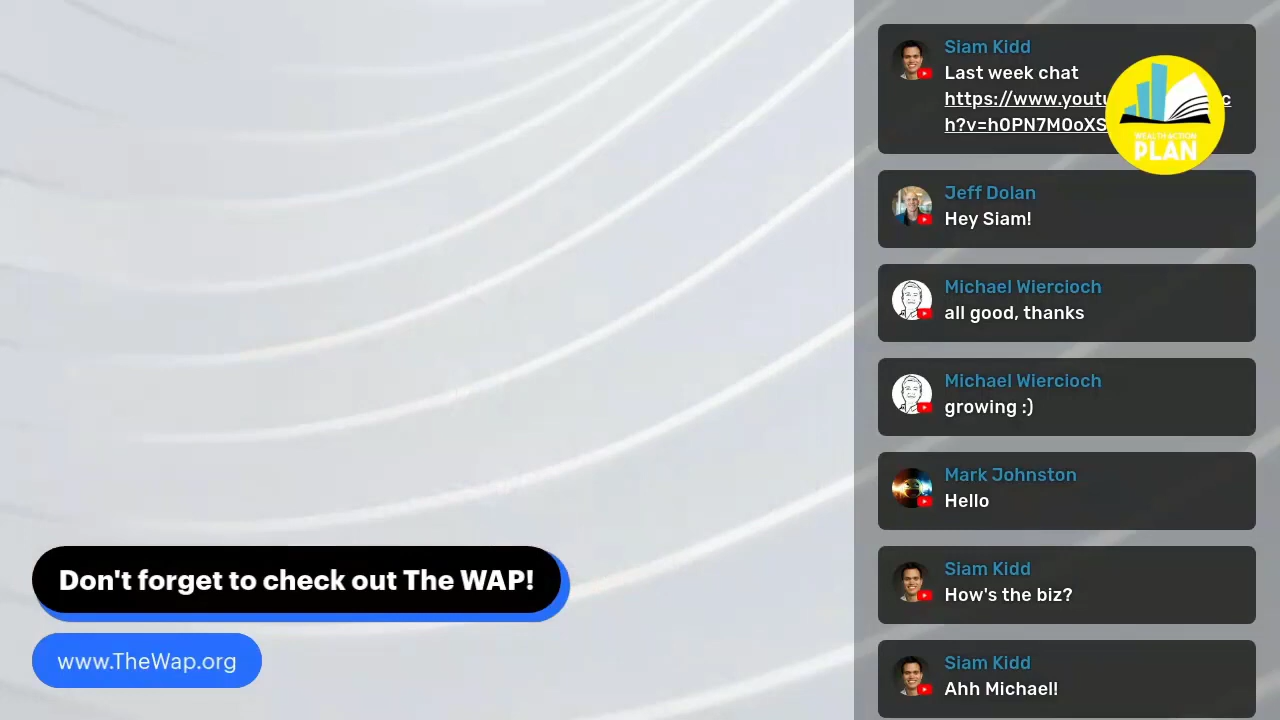 Siam Kidd
Last week chat
https://www.youtu
c
h?v=h0PN7M0oXS
WEALTH ACTION
PLAN
Jeff Dolan
Hey Siam!
Michael Wiercioch
all good, thanks
Michael Wiercioch
growing :)
Mark Johnston
Hello
Siam Kidd
How's the biz?
Siam Kidd
Ahh Michael!
Don't forget to check out The WAP!
www.TheWap.org